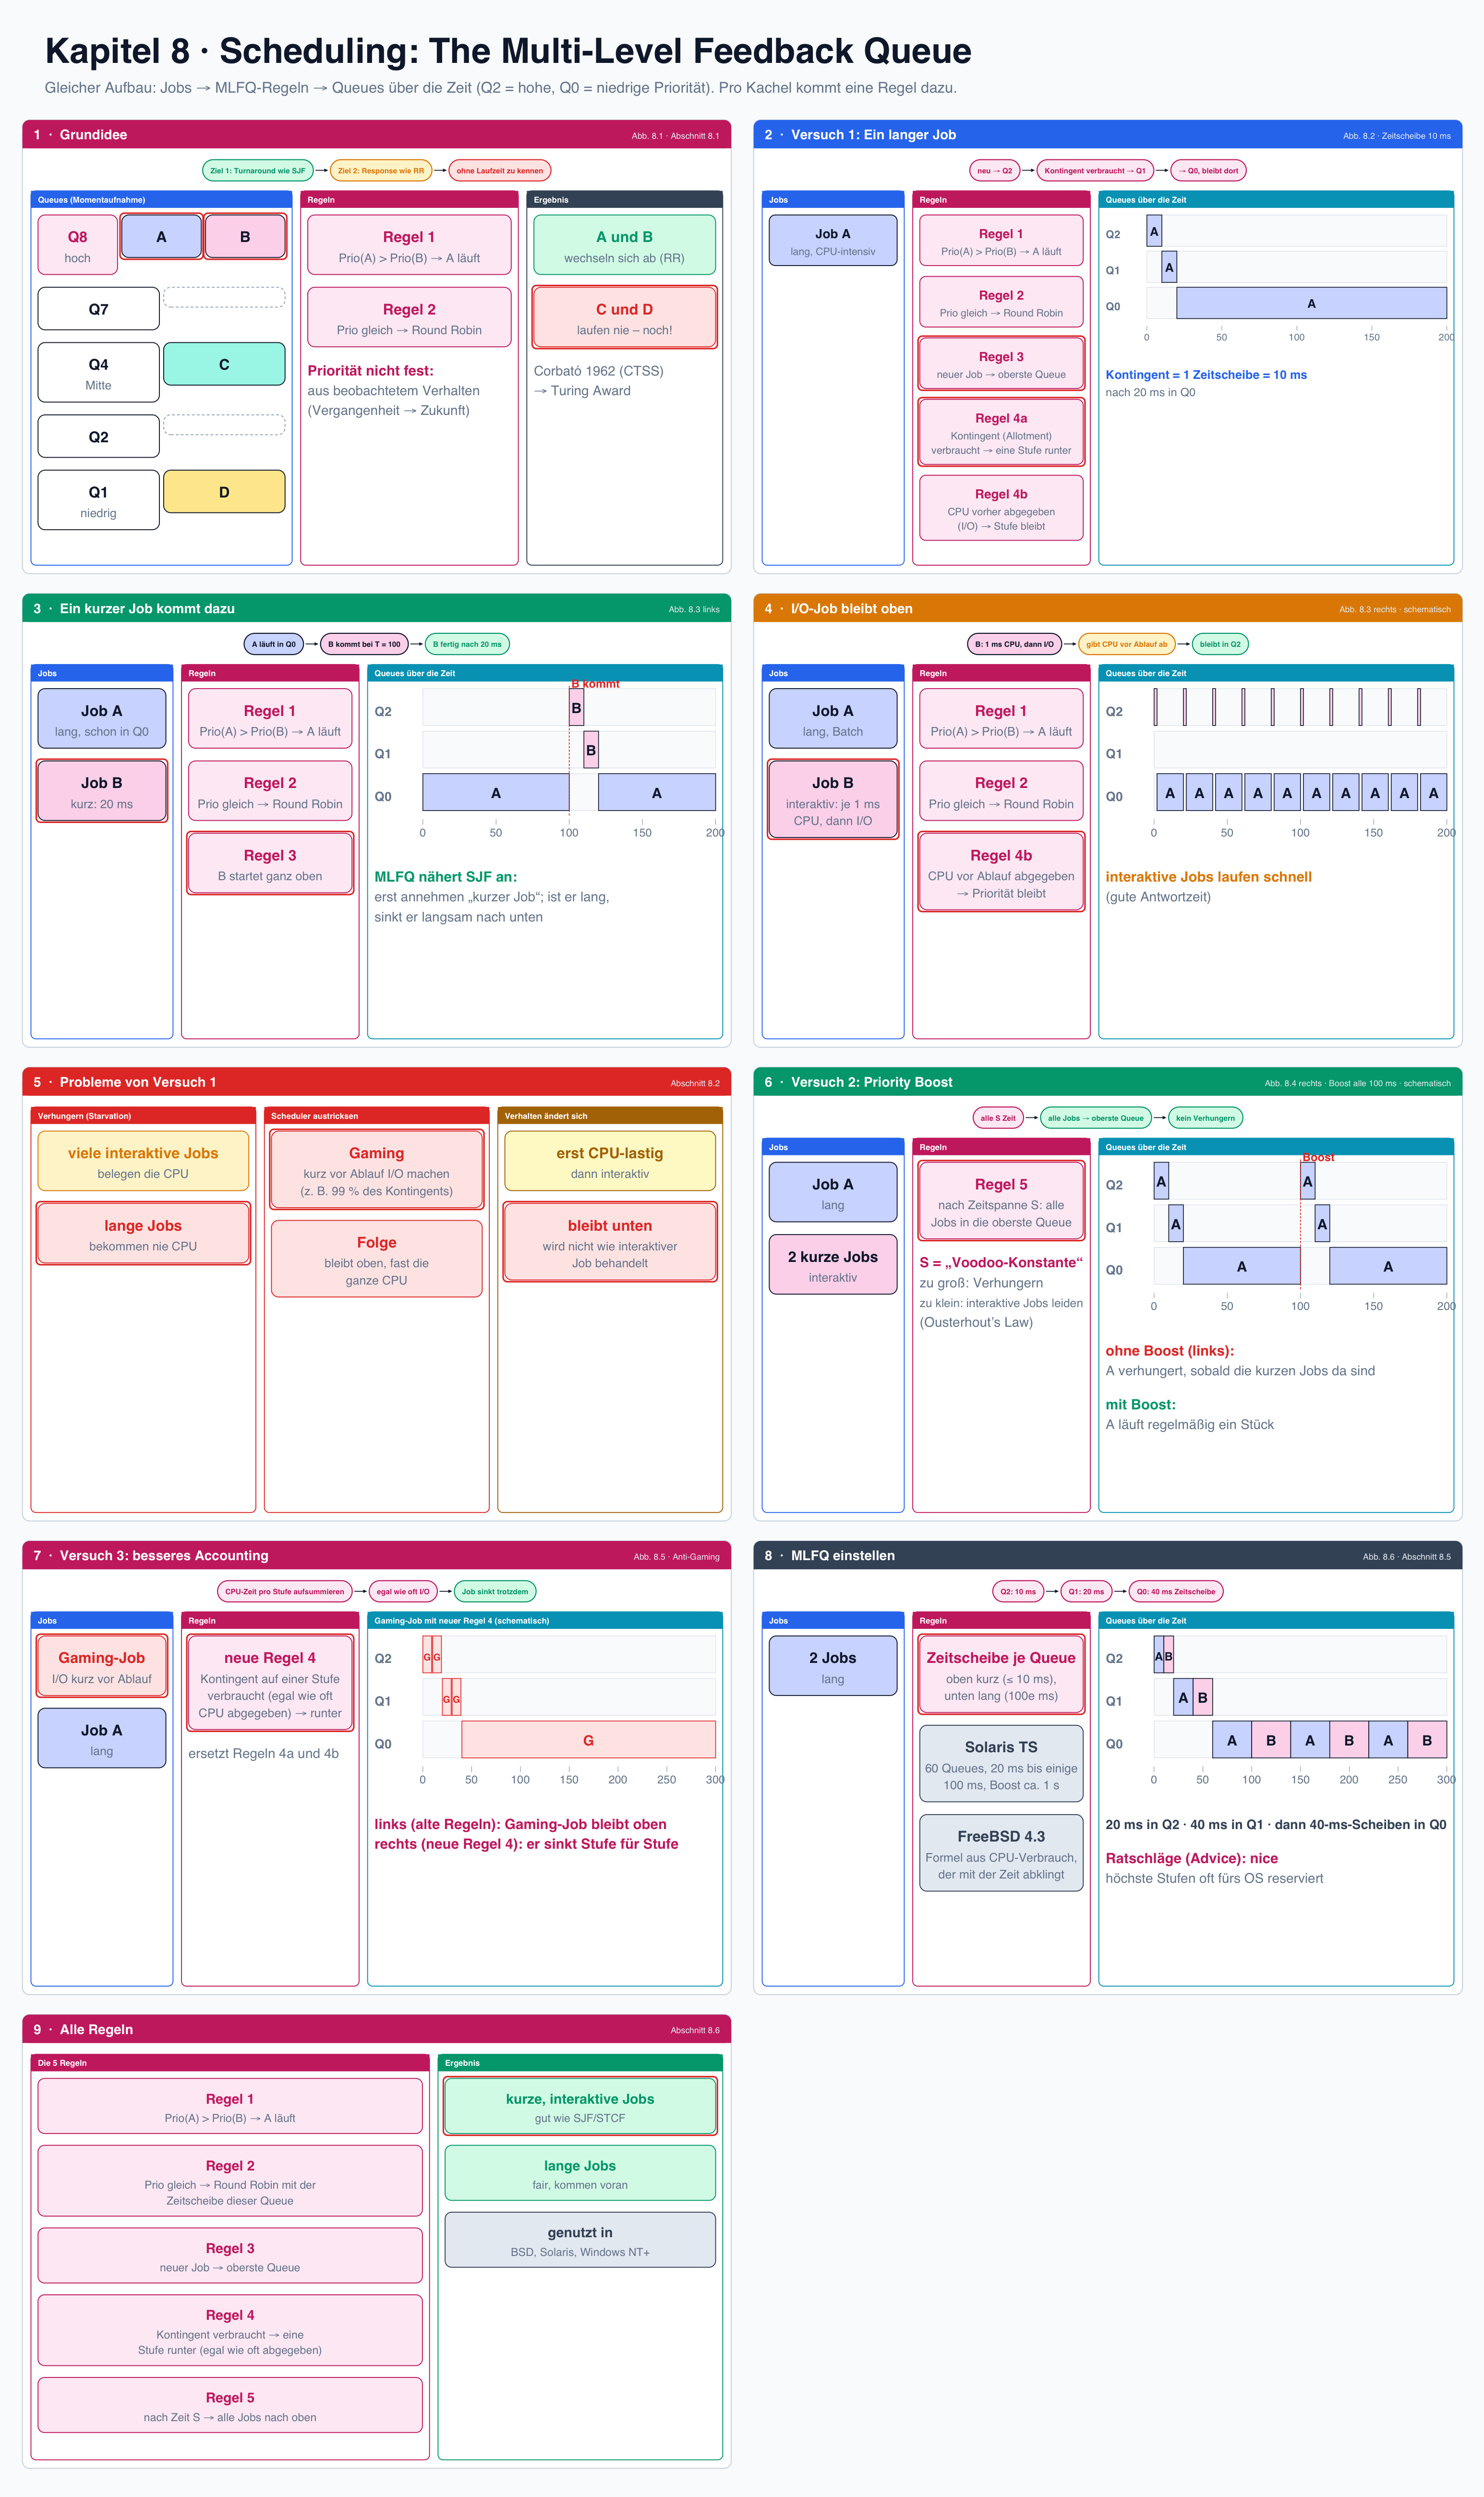 Kapitel 8 · Scheduling: The Multi-Level Feedback Queue
Gleicher Aufbau: Jobs → MLFQ-Regeln → Queues über die Zeit (Q2 = hohe, Q0 = niedrige Priorität). Pro Kachel kommt eine Regel dazu.
1 · Grundidee
Abb. 8.1 · Abschnitt 8.1
Ziel 1: Turnaround wie SJF → Ziel 2: Response wie RR → ohne Laufzeit zu kennen
Queues (Momentaufnahme)
Q8
hoch
A
B
Q7
Q4
Mitte
C
Q2
Q1
niedrig
D
Regeln
Regel 1
Prio(A) > Prio(B) → A läuft
Regel 2
Prio gleich → Round Robin
Priorität nicht fest:
aus beobachtetem Verhalten
(Vergangenheit → Zukunft)
Ergebnis
A und B
wechseln sich ab (RR)
C und D
laufen nie – noch!
Corbató 1962 (CTSS)
→ Turing Award
2 · Versuch 1: Ein langer Job
Abb. 8.2 · Zeitscheibe 10 ms
neu → Q2 → Kontingent verbraucht → Q1 → → Q0, bleibt dort
Jobs
Job A
lang, CPU-intensiv
Regeln
Regel 1
Prio(A) > Prio(B) → A läuft
Regel 2
Prio gleich → Round Robin
Regel 3
neuer Job → oberste Queue
Regel 4a
Kontingent (Allotment)
verbraucht → eine Stufe runter
Regel 4b
CPU vorher abgegeben
(I/O) → Stufe bleibt
Queues über die Zeit
Q2 A
Q1 A
Q0 A
0 50 100 150 200
Kontingent = 1 Zeitscheibe = 10 ms
nach 20 ms in Q0
3 · Ein kurzer Job kommt dazu
Abb. 8.3 links
A läuft in Q0 → B kommt bei T = 100 → B fertig nach 20 ms
Jobs
Job A
lang, schon in Q0
Job B
kurz: 20 ms
Regeln
Regel 1
Prio(A) > Prio(B) → A läuft
Regel 2
Prio gleich → Round Robin
Regel 3
B startet ganz oben
Queues über die Zeit
B kommt
Q2 B
Q1 B
Q0 A A
0 50 100 150 200
MLFQ nähert SJF an:
erst annehmen „kurzer Job“; ist er lang,
sinkt er langsam nach unten
4 · I/O-Job bleibt oben
Abb. 8.3 rechts · schematisch
B: 1 ms CPU, dann I/O → gibt CPU vor Ablauf ab → bleibt in Q2
Jobs
Job A
lang, Batch
Job B
interaktiv: je 1 ms
CPU, dann I/O
Regeln
Regel 1
Prio(A) > Prio(B) → A läuft
Regel 2
Prio gleich → Round Robin
Regel 4b
CPU vor Ablauf abgegeben
→ Priorität bleibt
Queues über die Zeit
Q2
Q1
Q0 A A A A A A A A A A
0 50 100 150 200
interaktive Jobs laufen schnell
(gute Antwortzeit)
5 · Probleme von Versuch 1
Abschnitt 8.2
Verhungern (Starvation)
viele interaktive Jobs
belegen die CPU
lange Jobs
bekommen nie CPU
Scheduler austricksen
Gaming
kurz vor Ablauf I/O machen
(z. B. 99 % des Kontingents)
Folge
bleibt oben, fast die
ganze CPU
Verhalten ändert sich
erst CPU-lastig
dann interaktiv
bleibt unten
wird nicht wie interaktiver
Job behandelt
6 · Versuch 2: Priority Boost
Abb. 8.4 rechts · Boost alle 100 ms · schematisch
alle S Zeit → alle Jobs → oberste Queue → kein Verhungern
Jobs
Job A
lang
2 kurze Jobs
interaktiv
Regeln
Regel 5
nach Zeitspanne S: alle
Jobs in die oberste Queue
S = „Voodoo-Konstante“
zu groß: Verhungern
zu klein: interaktive Jobs leiden
(Ousterhout’s Law)
Queues über die Zeit
Boost
Q2 A A
Q1 A A
Q0 A A
0 50 100 150 200
ohne Boost (links):
A verhungert, sobald die kurzen Jobs da sind
mit Boost:
A läuft regelmäßig ein Stück
7 · Versuch 3: besseres Accounting
Abb. 8.5 · Anti-Gaming
CPU-Zeit pro Stufe aufsummieren → egal wie oft I/O → Job sinkt trotzdem
Jobs
Gaming-Job
I/O kurz vor Ablauf
Job A
lang
Regeln
neue Regel 4
Kontingent auf einer Stufe
verbraucht (egal wie oft
CPU abgegeben) → runter
ersetzt Regeln 4a und 4b
Gaming-Job mit neuer Regel 4 (schematisch)
Q2 G G
Q1 G G
Q0 G
0 50 100 150 200 250 300
links (alte Regeln): Gaming-Job bleibt oben
rechts (neue Regel 4): er sinkt Stufe für Stufe
8 · MLFQ einstellen
Abb. 8.6 · Abschnitt 8.5
Q2: 10 ms → Q1: 20 ms → Q0: 40 ms Zeitscheibe
Jobs
2 Jobs
lang
Regeln
Zeitscheibe je Queue
oben kurz (≤ 10 ms),
unten lang (100e ms)
Solaris TS
60 Queues, 20 ms bis einige
100 ms, Boost ca. 1 s
FreeBSD 4.3
Formel aus CPU-Verbrauch,
der mit der Zeit abklingt
Queues über die Zeit
Q2 A B
Q1 A B
Q0 A B A B A B
0 50 100 150 200 250 300
20 ms in Q2 · 40 ms in Q1 · dann 40-ms-Scheiben in Q0
Ratschläge (Advice): nice
höchste Stufen oft fürs OS reserviert
9 · Alle Regeln
Abschnitt 8.6
Die 5 Regeln
Regel 1
Prio(A) > Prio(B) → A läuft
Regel 2
Prio gleich → Round Robin mit der
Zeitscheibe dieser Queue
Regel 3
neuer Job → oberste Queue
Regel 4
Kontingent verbraucht → eine
Stufe runter (egal wie oft abgegeben)
Regel 5
nach Zeit S → alle Jobs nach oben
Ergebnis
kurze, interaktive Jobs
gut wie SJF/STCF
lange Jobs
fair, kommen voran
genutzt in
BSD, Solaris, Windows NT+